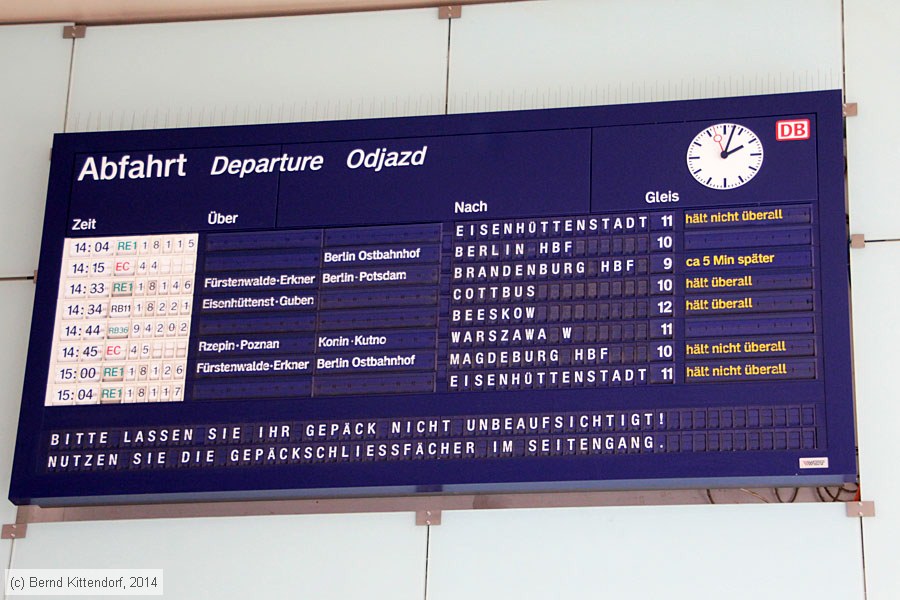 DB
Abfahrt Departure Odjazd
Zeit Über Nach Gleis
14:04 RE1 18115 EISENHÜTTENSTADT 11 hält nicht überall
14:15 EC 44 Berlin Ostbahnhof BERLIN HBF 10
14:33 RE1 18146 Fürstenwalde-Erkner Berlin-Potsdam BRANDENBURG HBF 9 ca 5 Min später
14:34 RB11 18221 Eisenhüttenst-Guben COTTBUS 10 hält überall
14:44 RB36 94202 BEESKOW 12 hält überall
14:45 EC 45 Rzepin-Poznan Konin-Kutno WARSZAWA W 11
15:00 RE1 18126 Fürstenwalde-Erkner Berlin Ostbahnhof MAGDEBURG HBF 10 hält nicht überall
15:04 RE1 18117 EISENHÜTTENSTADT 11 hält nicht überall
BITTE LASSEN SIE IHR GEPÄCK NICHT UNBEAUFSICHTIGT!
NUTZEN SIE DIE GEPÄCKSCHLIESSFÄCHER IM SEITENGANG.
(c) Bernd Kittendorf, 2014